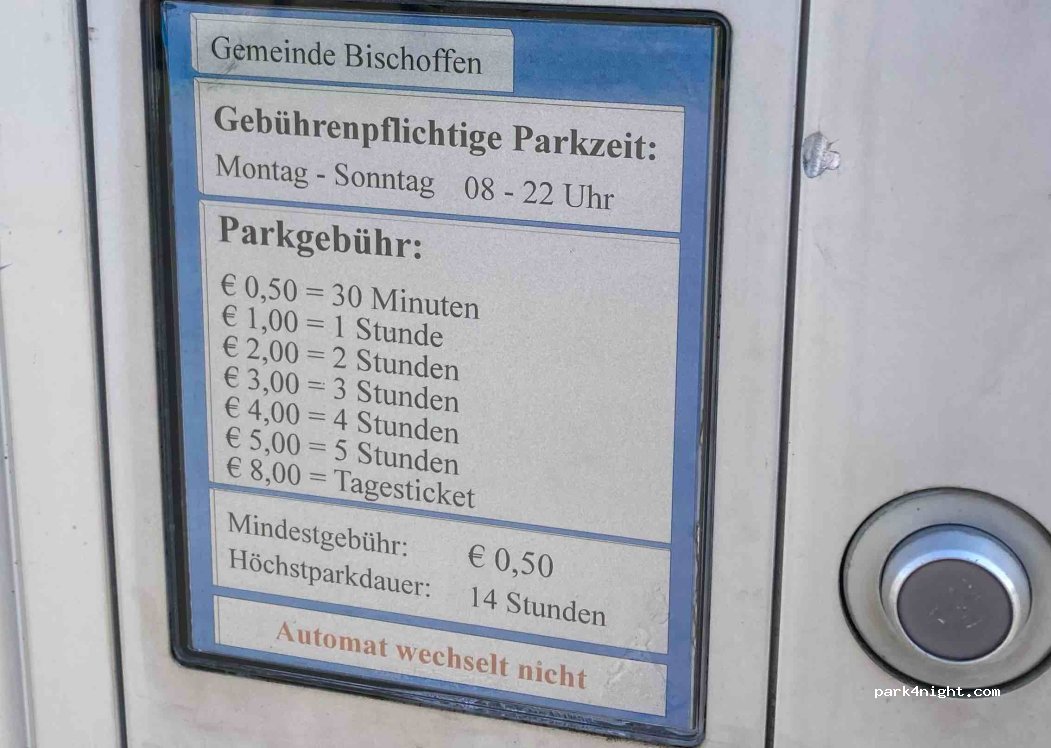 Gemeinde Bischoffen
Gebührenpflichtige Parkzeit:
Montag - Sonntag 08 - 22 Uhr
Parkgebühr:
€ 0,50 = 30 Minuten
€ 1,00 = 1 Stunde
€ 2,00 = 2 Stunden
€ 3,00 = 3 Stunden
€ 4,00 = 4 Stunden
€ 5,00 = 5 Stunden
€ 8,00 = Tagesticket
Mindestgebühr: € 0,50
Höchstparkdauer: 14 Stunden
Automat wechselt nicht
park4night.com